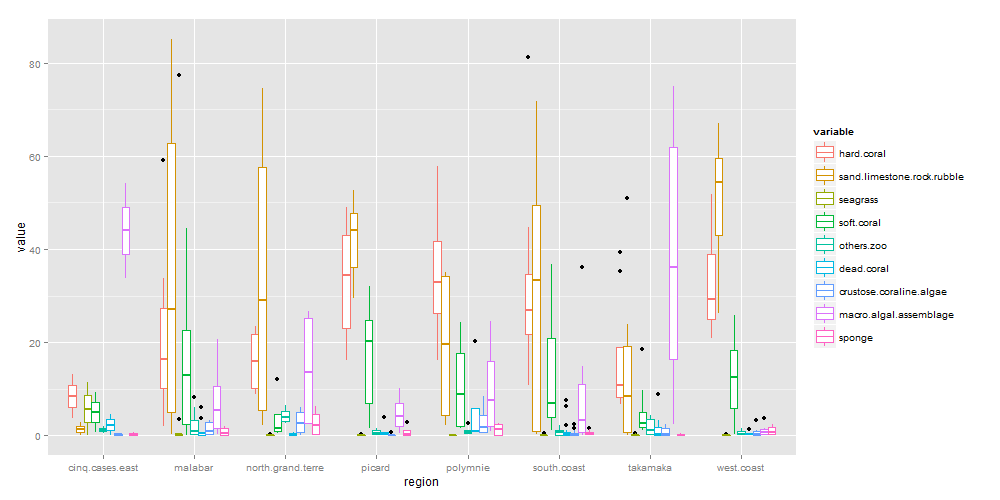 80
60
40
20
0
value
cinq.cases.east malabar north.grand.terre picard polymnie south.coast takamaka west.coast
region
variable
hard.coral
sand.limestone.rock.rubble
seagrass
soft.coral
others.zoo
dead.coral
crustose.coraline.algae
macro.algal.assemblage
sponge